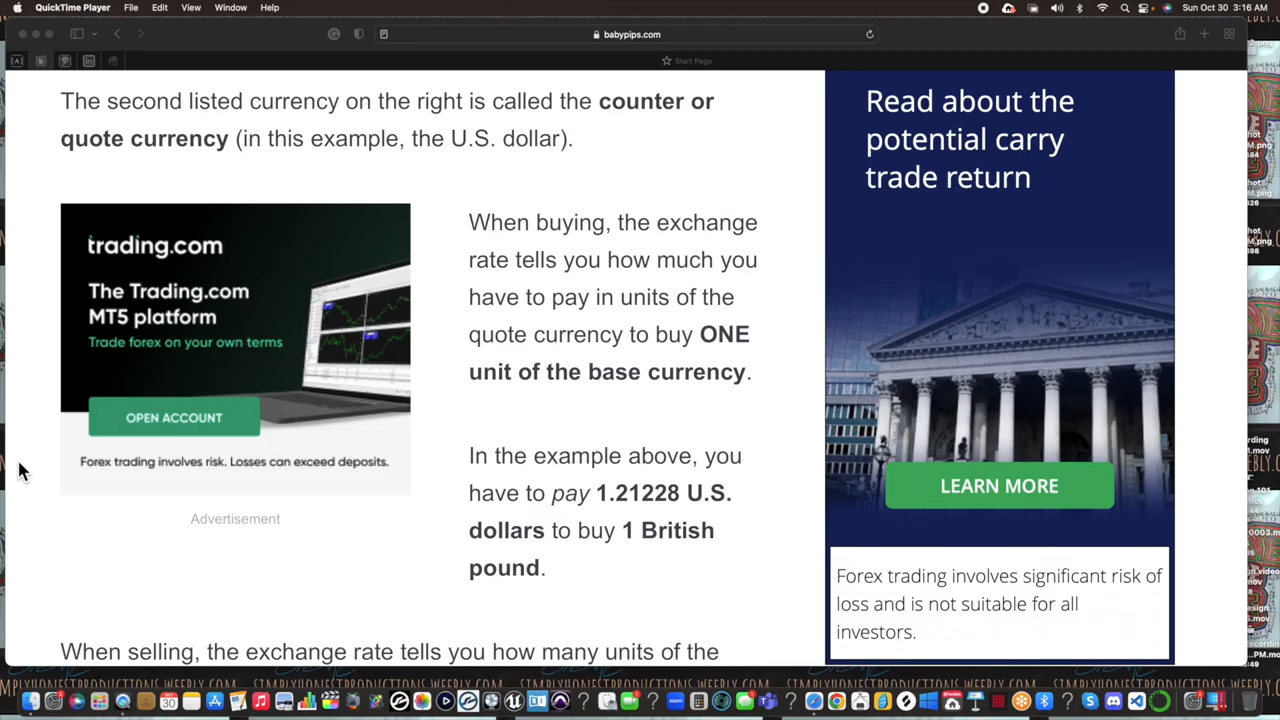 QuickTime Player File Edit View Window Help Sun Oct 30 3:16 AM
babypips.com
Start Page
The second listed currency on the right is called the counter or
quote currency (in this example, the U.S. dollar).
trading.com
The Trading.com
MT5 platform
Trade forex on your own terms
OPEN ACCOUNT
Forex trading involves risk. Losses can exceed deposits.
Advertisement
When buying, the exchange
rate tells you how much you
have to pay in units of the
quote currency to buy ONE
unit of the base currency.
In the example above, you
have to pay 1.21228 U.S.
dollars to buy 1 British
pound.
When selling, the exchange rate tells you how many units of the
Read about the
potential carry
trade return
LEARN MORE
Forex trading involves significant risk of
loss and is not suitable for all
investors.